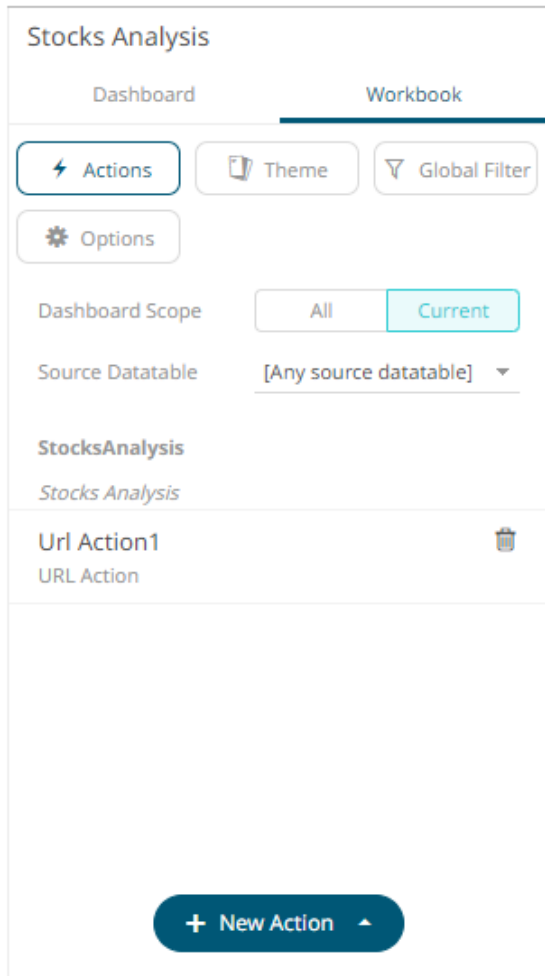 Stocks Analysis
Dashboard Workbook
Actions Theme Global Filter
Options
Dashboard Scope All Current
Source Datatable [Any source datatable]
StocksAnalysis
Stocks Analysis
Url Action1
URL Action
+ New Action